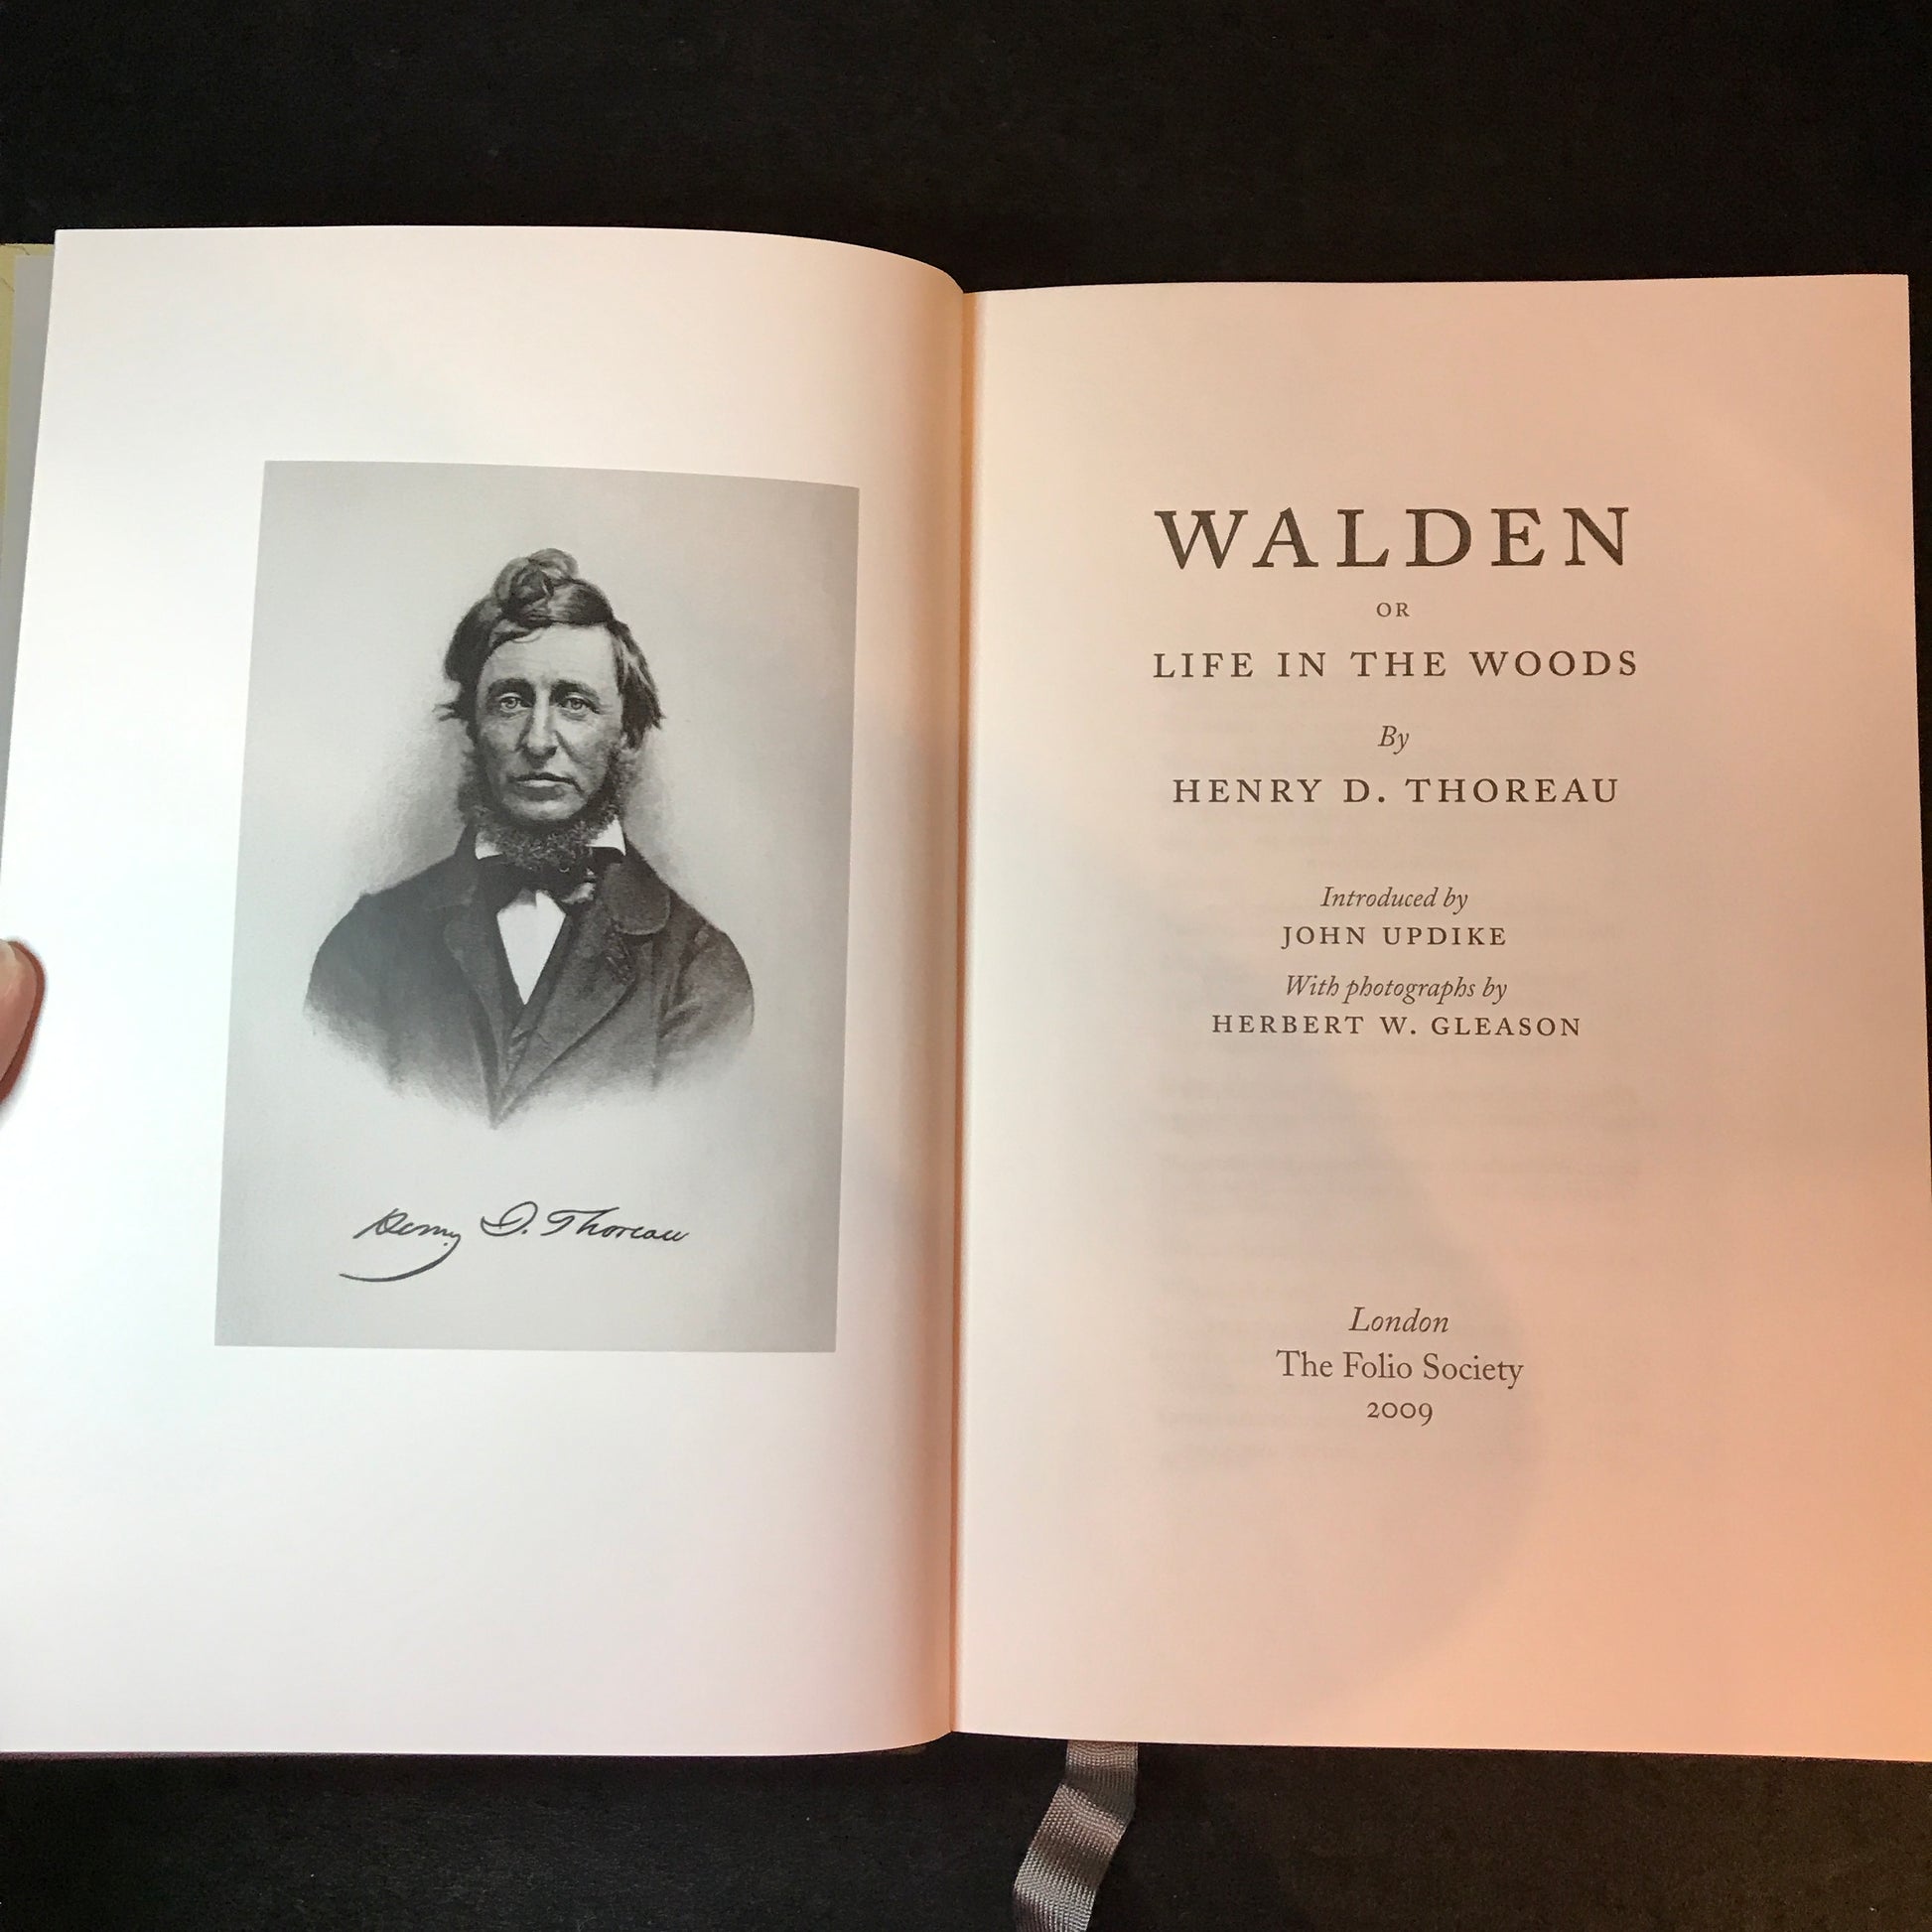 Henry D. Thoreau
WALDEN
OR
LIFE IN THE WOODS
By
HENRY D. THOREAU
Introduced by
JOHN UPDIKE
With photographs by
HERBERT W. GLEASON
London
The Folio Society
2009